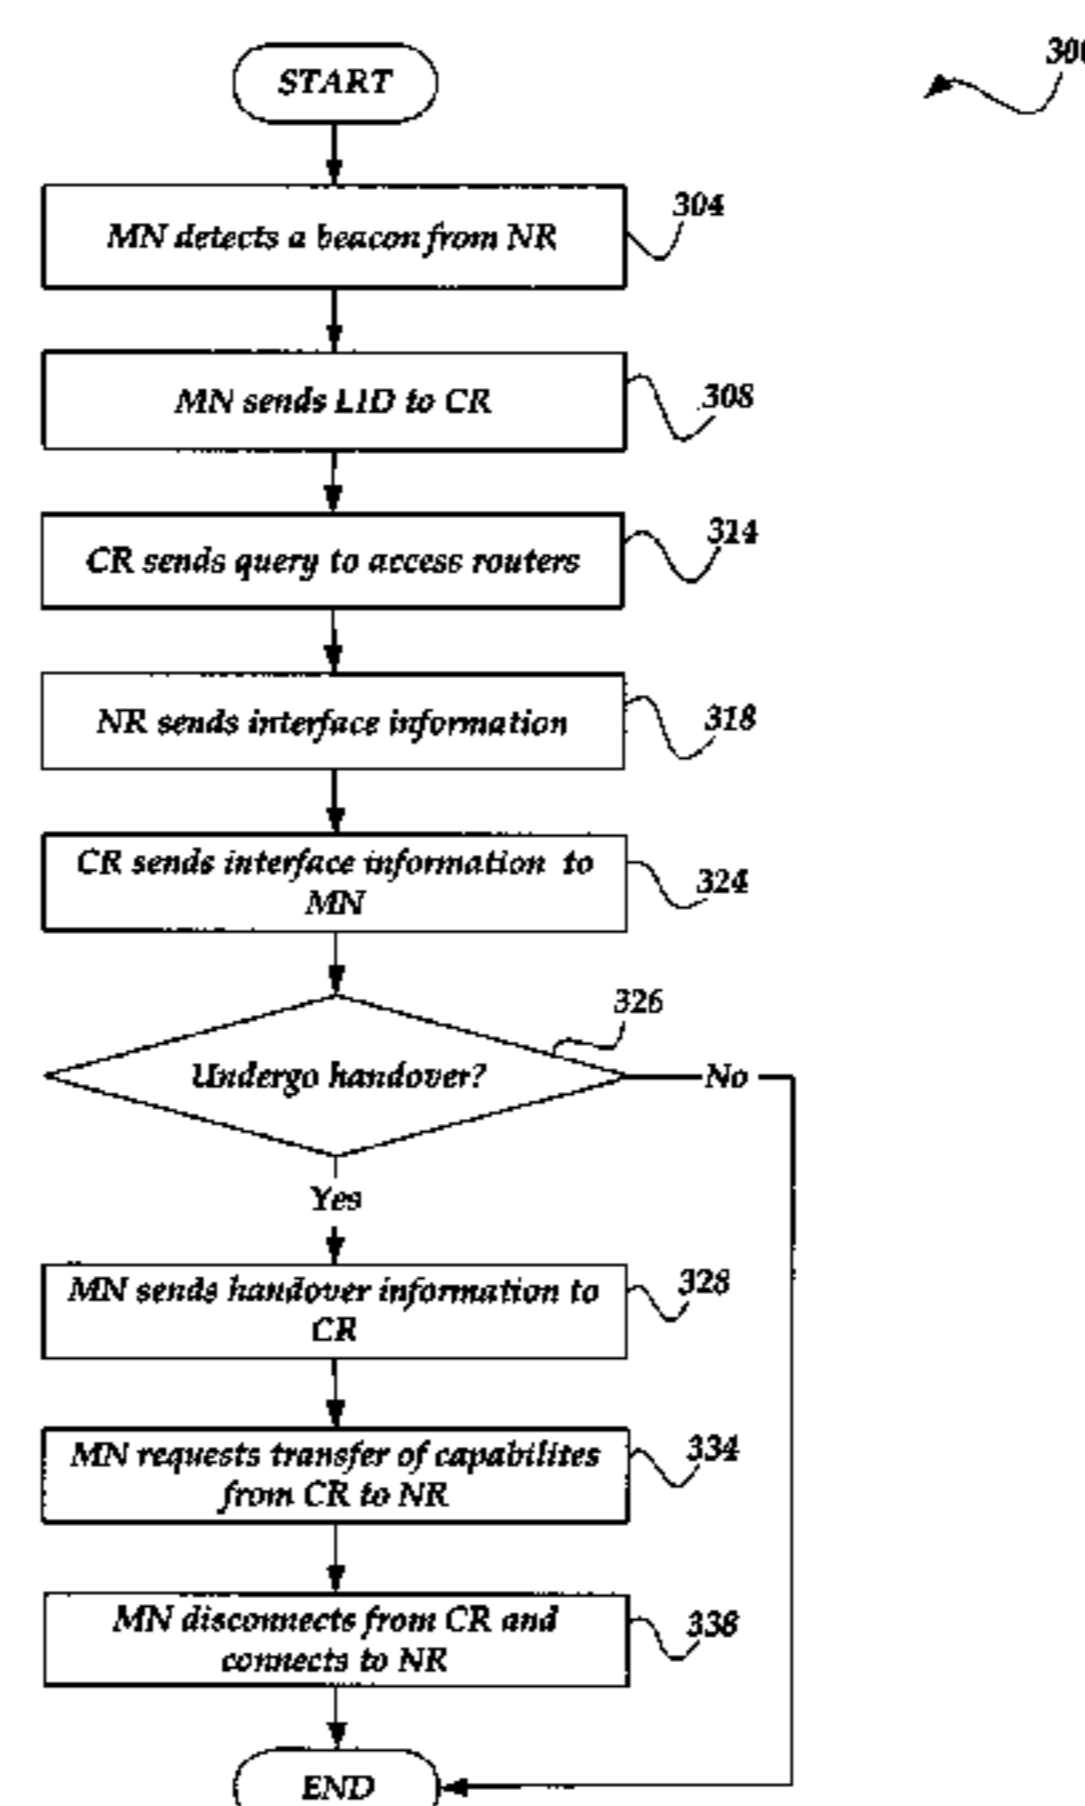 START
300
MN detects a beacon from NR
304
MN sends LID to CR
308
CR sends query to access routers
314
NR sends interface information
318
CR sends interface information to
MN
324
326
Undergo handover?
No
Yes
MN sends handover information to
CR
328
MN requests transfer of capabilites
from CR to NR
334
MN disconnects from CR and
connects to NR
338
END